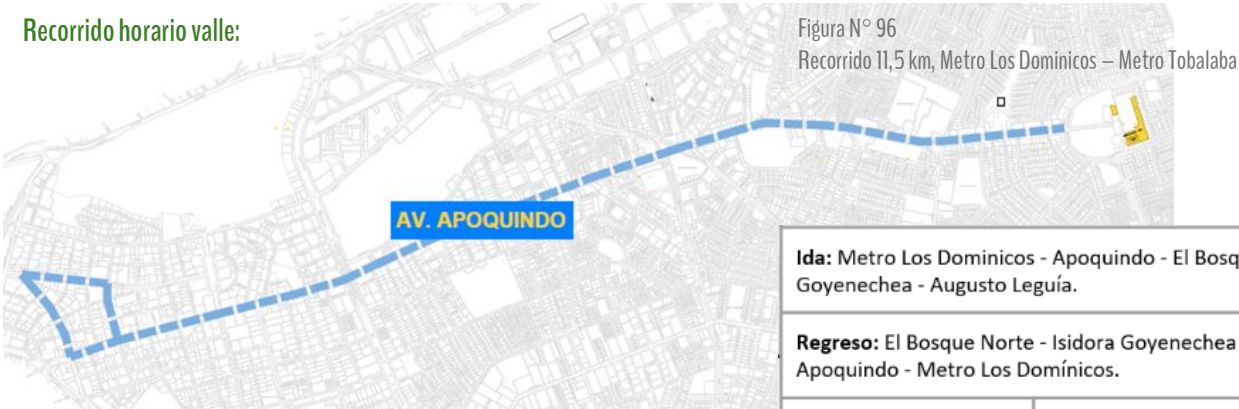 Recorrido horario valle:
Figura N° 96
Recorrido 11,5 km, Metro Los Dominicos – Metro Tobalaba
AV. APOQUINDO
Ida: Metro Los Dominicos - Apoquindo - El Bosq
Goyenechea - Augusto Leguía.
Regreso: El Bosque Norte - Isidora Goyenechea
Apoquindo - Metro Los Domínicos.